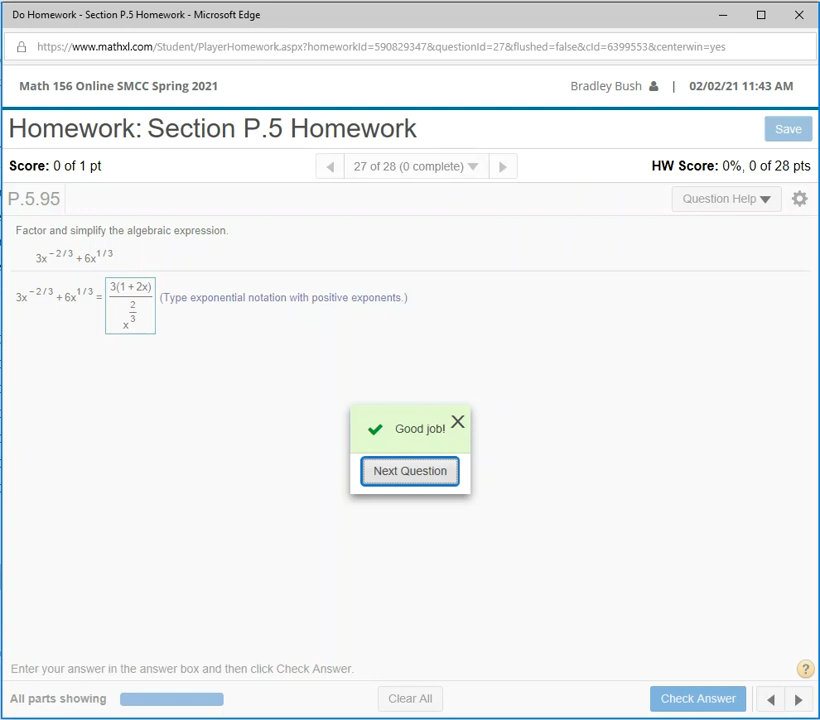 Do Homework - Section P.5 Homework - Microsoft Edge
https://www.mathxl.com/Student/PlayerHomework.aspx?homeworkId=590829347&questionId=27&flushed=false&cId=6399553&centerwin=yes
Math 156 Online SMCC Spring 2021 Bradley Bush | 02/02/21 11:43 AM
Homework: Section P.5 Homework Save
Score: 0 of 1 pt 27 of 28 (0 complete) HW Score: 0%, 0 of 28 pts
P.5.95 Question Help
Factor and simplify the algebraic expression.
3x^(-2/3) + 6x^(1/3)
3x^(-2/3) + 6x^(1/3) = 3(1+2x)/x^(2/3) (Type exponential notation with positive exponents.)
Good job!
Next Question
Enter your answer in the answer box and then click Check Answer. ?
All parts showing Clear All Check Answer